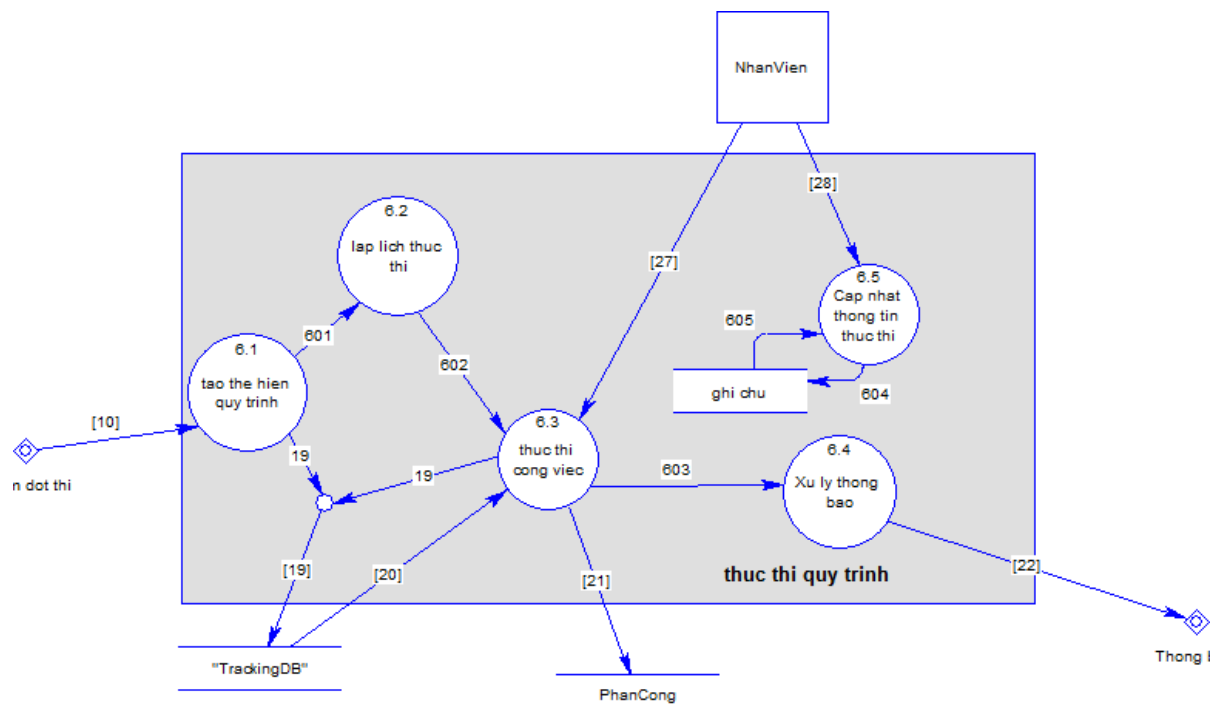 NhanVien
[28]
6.2
lap lich thuc
thi
[27]
6.5
Cap nhat
thong tin
thuc thi
605
601
6.1
tao the hien
quy trinh
602
ghi chu
604
[10]
6.3
thuc thi
cong viec
6.4
Xu ly thong
bao
19
19
603
n dot thi
[19]
[20]
[21]
thuc thi quy trinh
[22]
"TrackingDB"
PhanCong
Thong